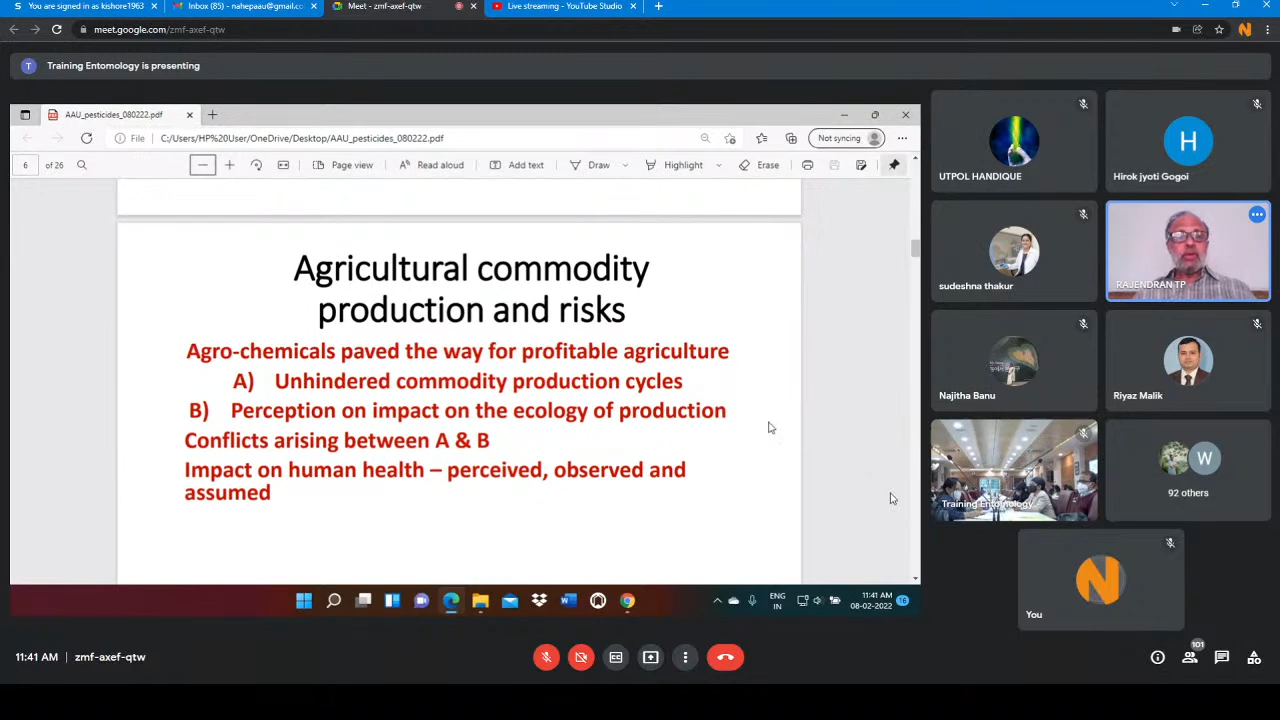 You are signed in as kishore1963
Inbox (85) - nahepaau@gmail.co
Meet - zmf-axef-qtw
Live streaming - YouTube Studio
meet.google.com/zmf-axef-qtw
T
Training Entomology is presenting
AAU_pesticides_080222.pdf
File
C:/Users/HP%20User/OneDrive/Desktop/AAU_pesticides_080222.pdf
Not syncing
6 of 26
Page view
Read aloud
Add text
Draw
Highlight
Erase
Agricultural commodity
production and risks
Agro-chemicals paved the way for profitable agriculture
A) Unhindered commodity production cycles
B) Perception on impact on the ecology of production
Conflicts arising between A & B
Impact on human health – perceived, observed and
assumed
ENG
IN
11:41 AM
08-02-2022
16
UTPOL HANDIQUE
H
Hirok jyoti Gogoi
sudeshna thakur
RAJENDRAN TP
Najitha Banu
Riyaz Malik
Training Entomology
W
92 others
N
You
11:41 AM | zmf-axef-qtw
101